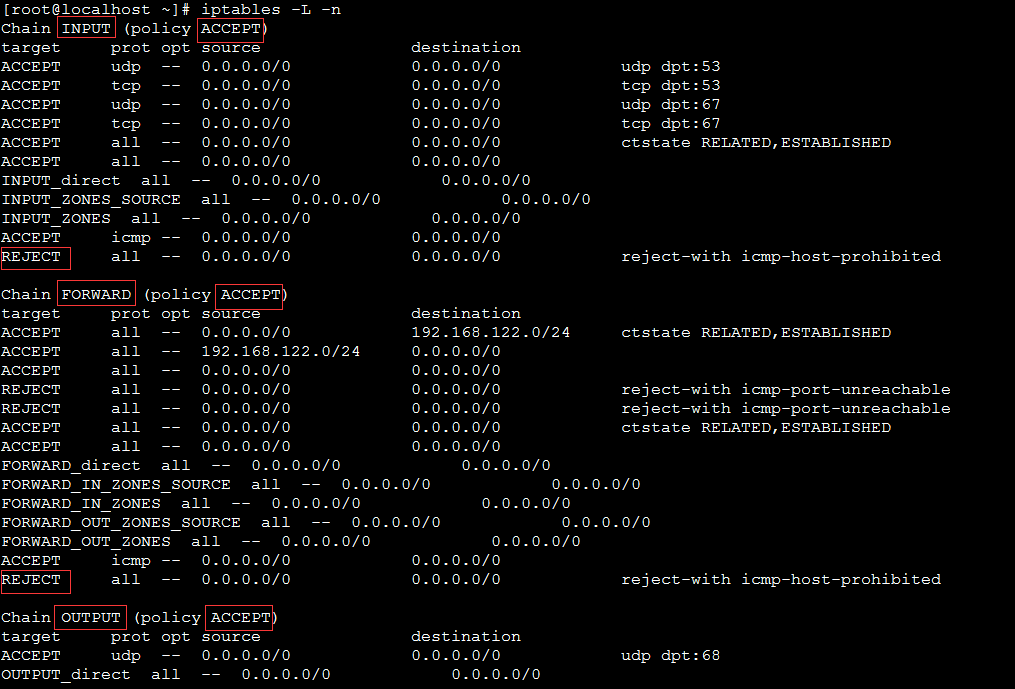 [root@localhost ~]# iptables -L -n
Chain INPUT (policy ACCEPT)
target     prot opt source               destination
ACCEPT     udp  --  0.0.0.0/0            0.0.0.0/0            udp dpt:53
ACCEPT     tcp  --  0.0.0.0/0            0.0.0.0/0            tcp dpt:53
ACCEPT     udp  --  0.0.0.0/0            0.0.0.0/0            udp dpt:67
ACCEPT     tcp  --  0.0.0.0/0            0.0.0.0/0            tcp dpt:67
ACCEPT     all  --  0.0.0.0/0            0.0.0.0/0            ctstate RELATED,ESTABLISHED
ACCEPT     all  --  0.0.0.0/0            0.0.0.0/0
INPUT_direct  all  --  0.0.0.0/0            0.0.0.0/0
INPUT_ZONES_SOURCE  all  --  0.0.0.0/0            0.0.0.0/0
INPUT_ZONES  all  --  0.0.0.0/0            0.0.0.0/0
ACCEPT     icmp --  0.0.0.0/0            0.0.0.0/0
REJECT     all  --  0.0.0.0/0            0.0.0.0/0            reject-with icmp-host-prohibited
Chain FORWARD (policy ACCEPT)
target     prot opt source               destination
ACCEPT     all  --  0.0.0.0/0            192.168.122.0/24     ctstate RELATED,ESTABLISHED
ACCEPT     all  --  192.168.122.0/24     0.0.0.0/0
ACCEPT     all  --  0.0.0.0/0            0.0.0.0/0
REJECT     all  --  0.0.0.0/0            0.0.0.0/0            reject-with icmp-port-unreachable
REJECT     all  --  0.0.0.0/0            0.0.0.0/0            reject-with icmp-port-unreachable
ACCEPT     all  --  0.0.0.0/0            0.0.0.0/0            ctstate RELATED,ESTABLISHED
ACCEPT     all  --  0.0.0.0/0            0.0.0.0/0
FORWARD_direct  all  --  0.0.0.0/0            0.0.0.0/0
FORWARD_IN_ZONES_SOURCE  all  --  0.0.0.0/0            0.0.0.0/0
FORWARD_IN_ZONES  all  --  0.0.0.0/0            0.0.0.0/0
FORWARD_OUT_ZONES_SOURCE  all  --  0.0.0.0/0            0.0.0.0/0
FORWARD_OUT_ZONES  all  --  0.0.0.0/0            0.0.0.0/0
ACCEPT     icmp --  0.0.0.0/0            0.0.0.0/0
REJECT     all  --  0.0.0.0/0            0.0.0.0/0            reject-with icmp-host-prohibited
Chain OUTPUT (policy ACCEPT)
target     prot opt source               destination
ACCEPT     udp  --  0.0.0.0/0            0.0.0.0/0            udp dpt:68
OUTPUT_direct  all  --  0.0.0.0/0            0.0.0.0/0